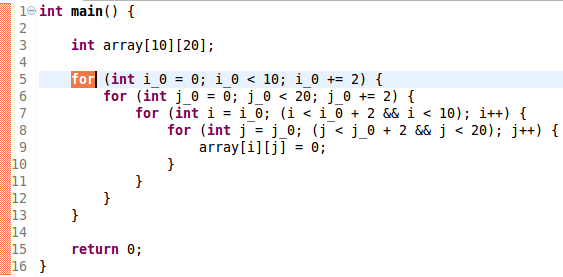 1 int main() {
2
3     int array[10][20];
4
5     for (int i_0 = 0; i_0 < 10; i_0 += 2) {
6         for (int j_0 = 0; j_0 < 20; j_0 += 2) {
7             for (int i = i_0; (i < i_0 + 2 && i < 10); i++) {
8                 for (int j = j_0; (j < j_0 + 2 && j < 20); j++) {
9                     array[i][j] = 0;
10                 }
11             }
12         }
13     }
14
15     return 0;
16 }